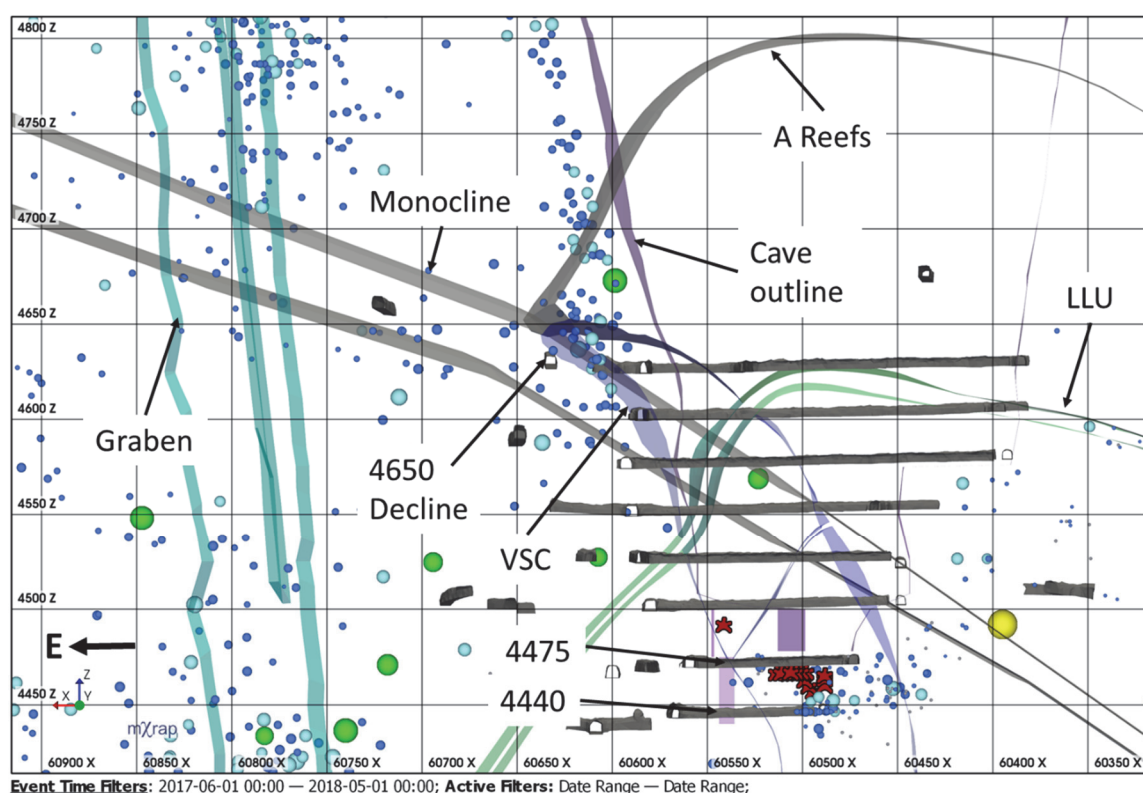 4800 Z
4750 Z
4700 Z
4650 Z
4600 Z
4550 Z
4500 Z
4450 Z
A Reefs
Monocline
Cave
outline
LLU
Graben
4650
Decline
VSC
4475
4440
E
Z
X
Y
mχrap
60900 X
60850 X
60800 X
60750 X
60700 X
60650 X
60600 X
60550 X
60500 X
60450 X
60400 X
60350 X
Event Time Filters: 2017-06-01 00:00 — 2018-05-01 00:00; Active Filters: Date Range — Date Range;